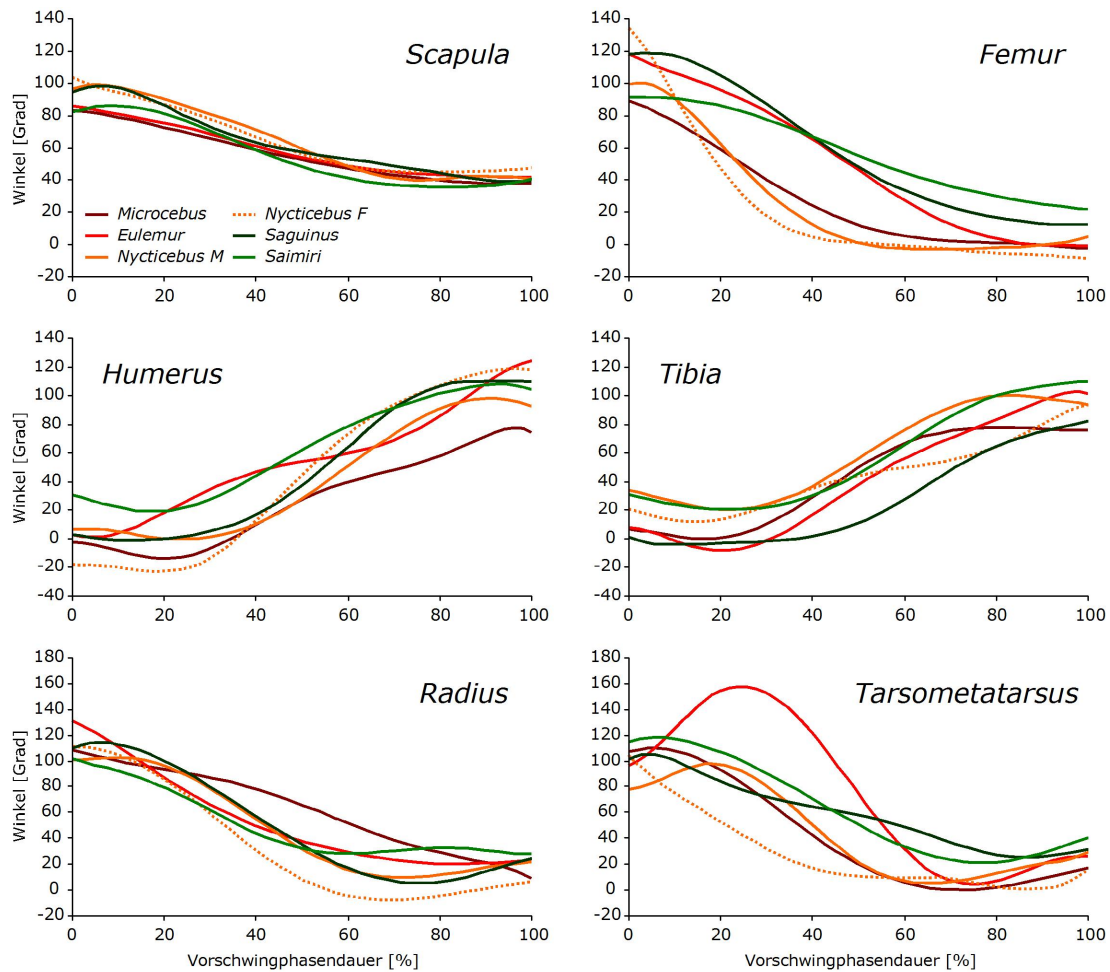 Scapula
Winkel [Grad]
140
120
100
80
60
40
20
0
-20
Microcebus
Eulemur
Nycticebus M
Nycticebus F
Saguinus
Saimiri
0 20 40 60 80 100
Femur
140
120
100
80
60
40
20
0
-20
0 20 40 60 80 100
Humerus
Winkel [Grad]
140
120
100
80
60
40
20
0
-20
-40
0 20 40 60 80 100
Tibia
140
120
100
80
60
40
20
0
-20
-40
0 20 40 60 80 100
Radius
Winkel [Grad]
180
160
140
120
100
80
60
40
20
0
-20
0 20 40 60 80 100
Vorschwingphasendauer [%]
Tarsometatarsus
180
160
140
120
100
80
60
40
20
0
-20
0 20 40 60 80 100
Vorschwingphasendauer [%]